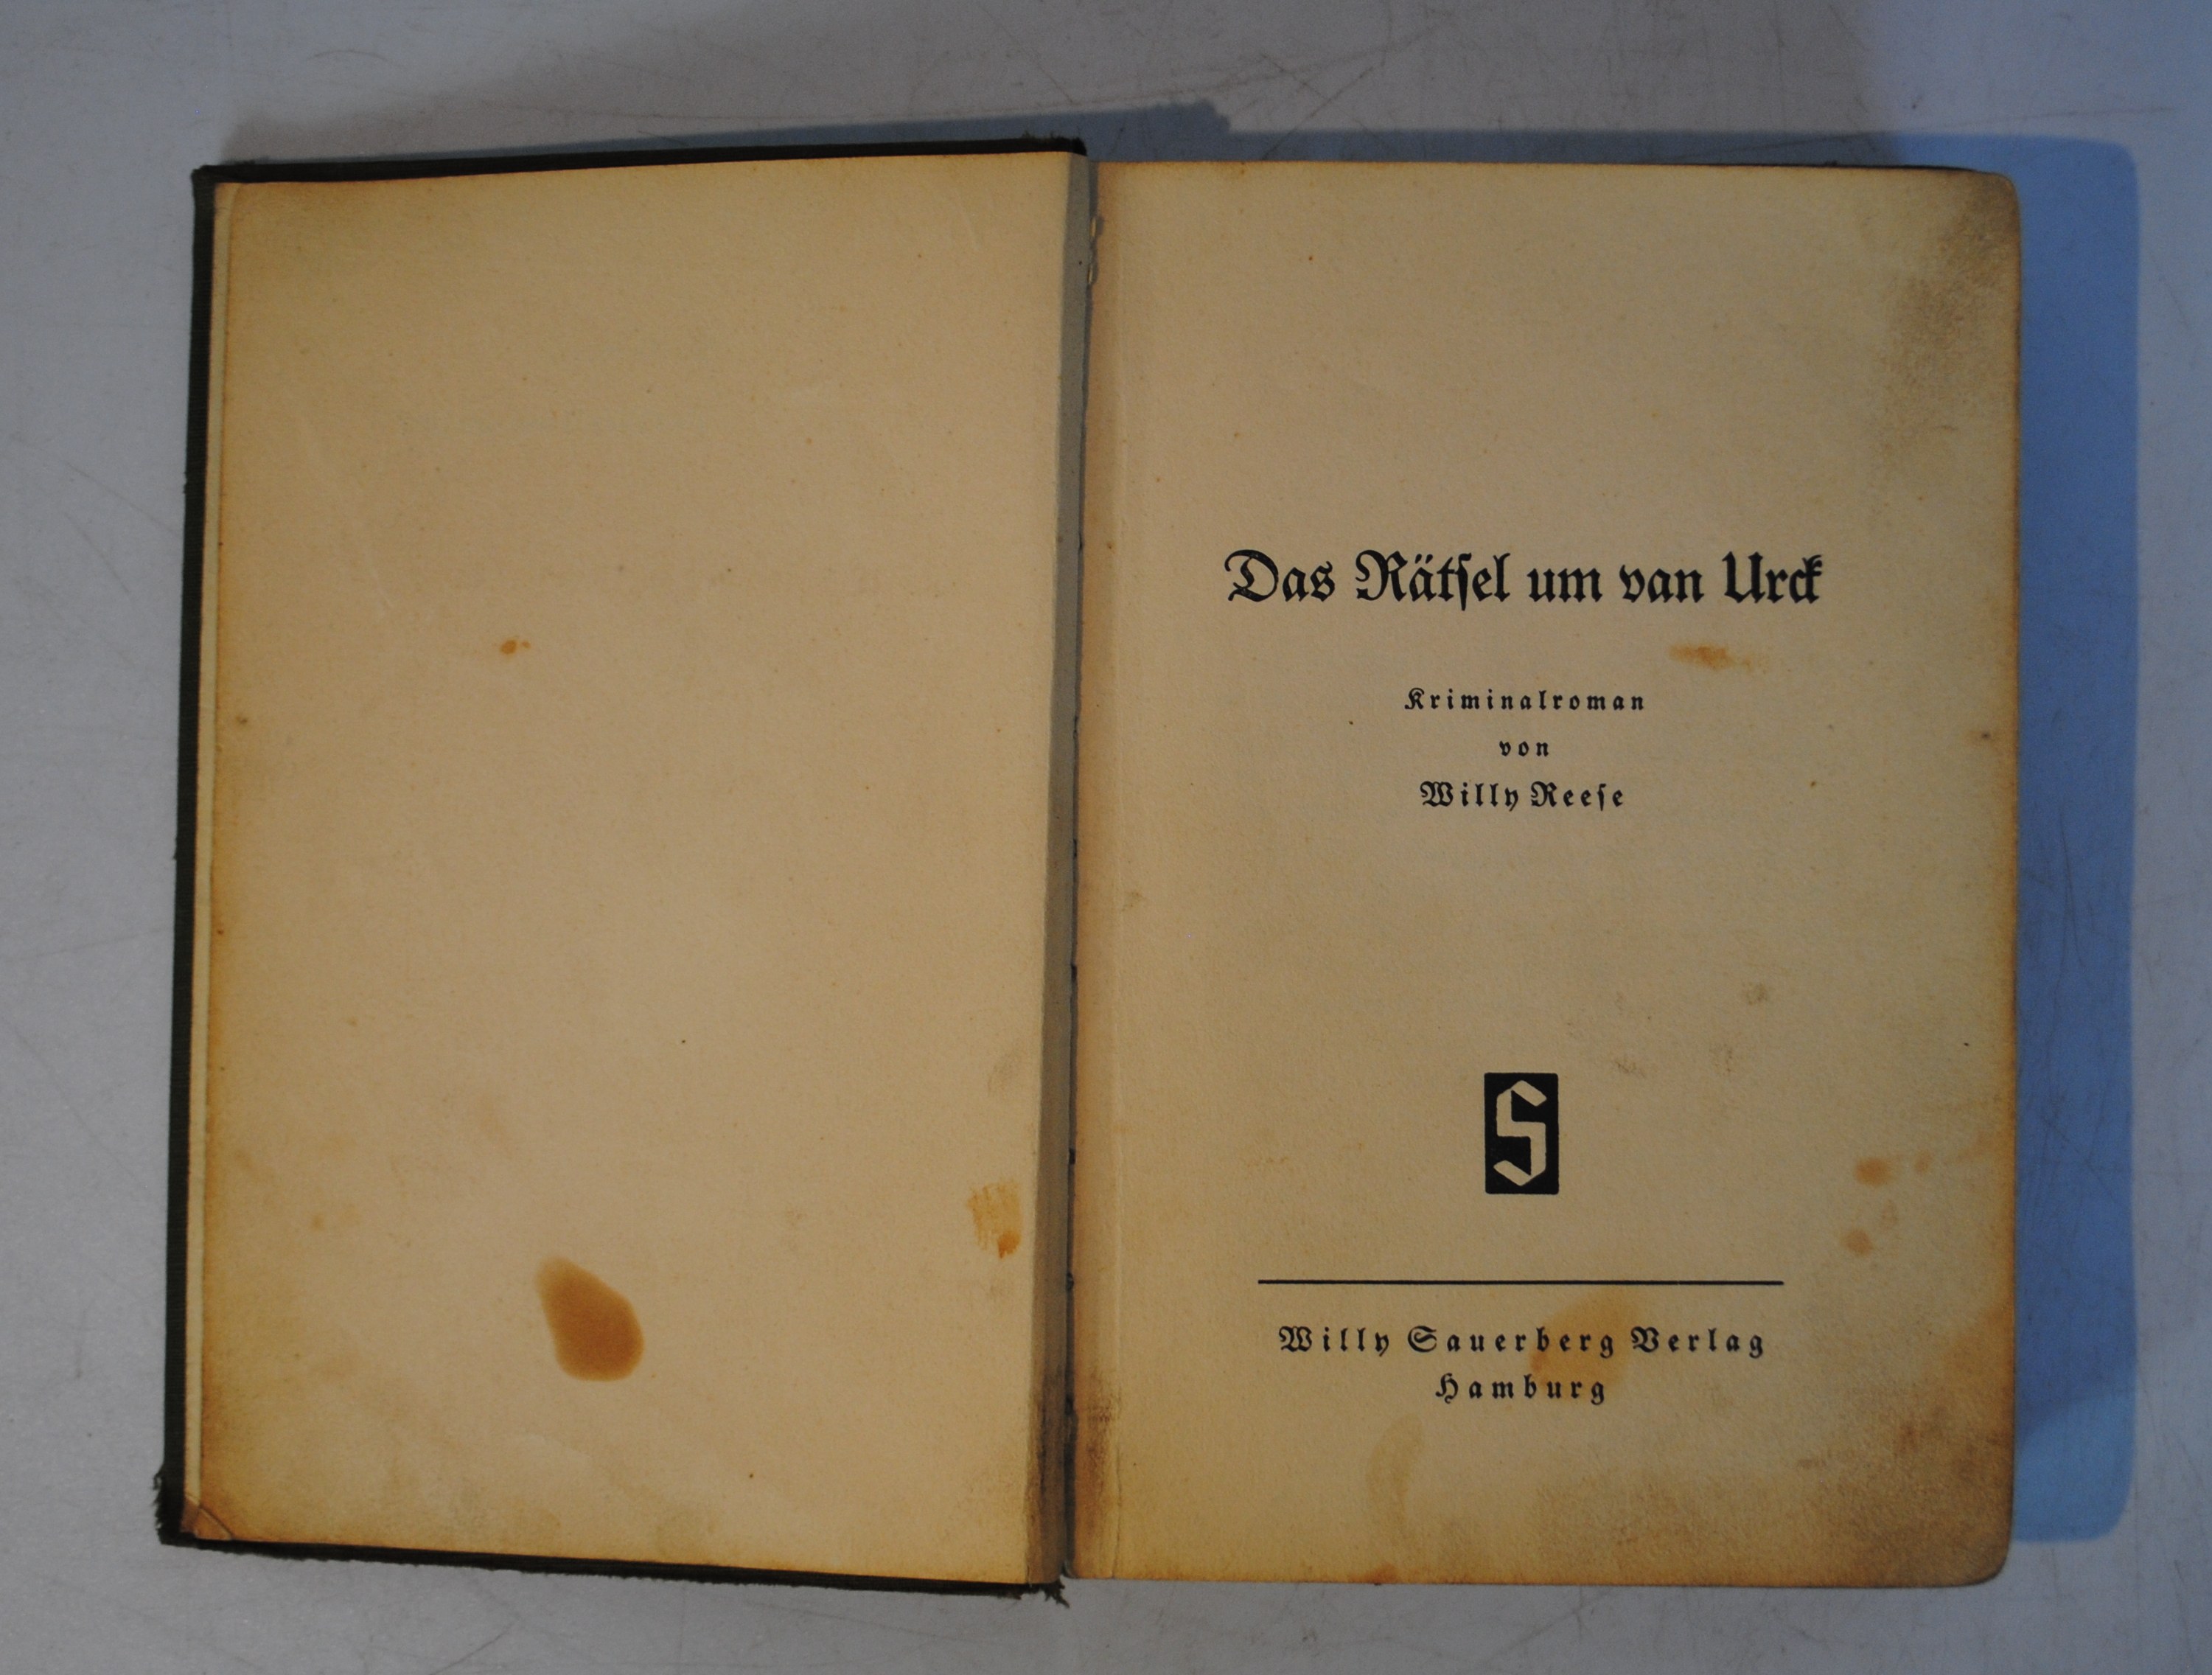 Das Rätſel um van Urck
Kriminalroman
von
Willy Reeſe
S
Willy Sauerberg Verlag
Hamburg